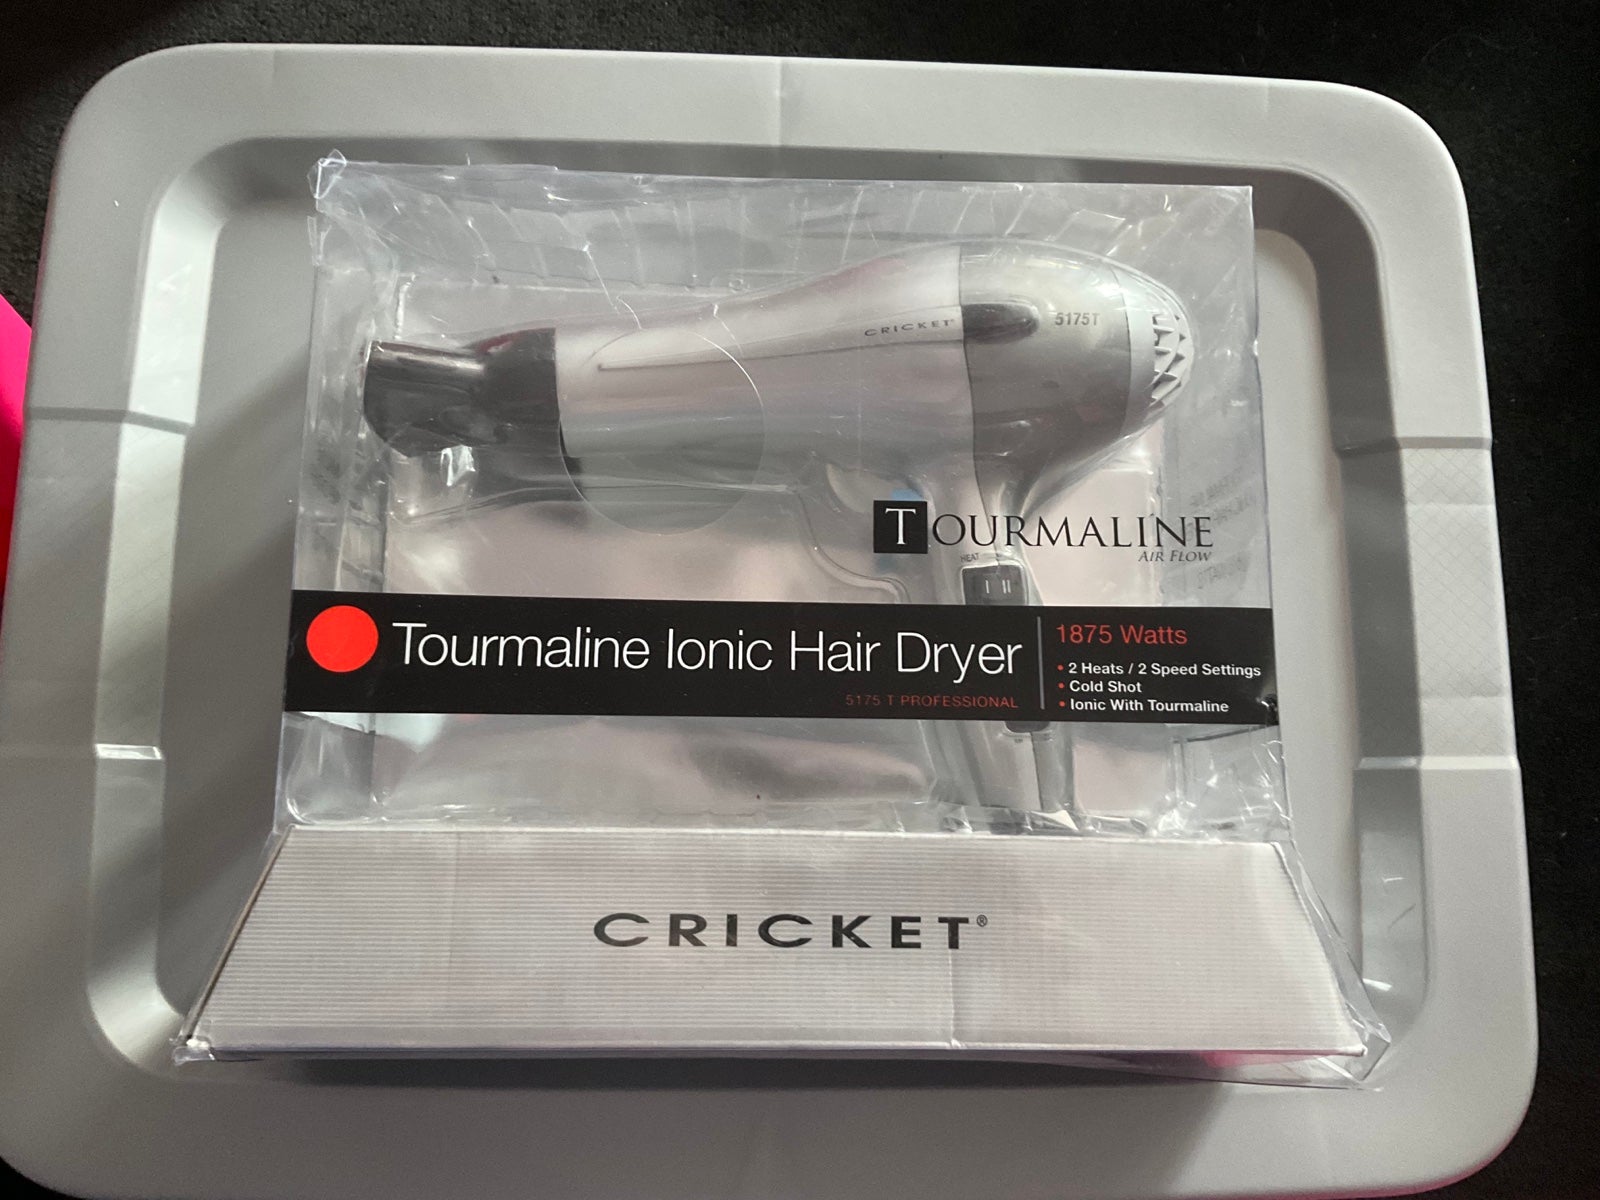 CRICKET
5175T
TOURMALINE
AIR FLOW
HEAT
I II
Tourmaline Ionic Hair Dryer
5175 T PROFESSIONAL
1875 Watts
• 2 Heats / 2 Speed Settings
• Cold Shot
• Ionic With Tourmaline
CRICKET®